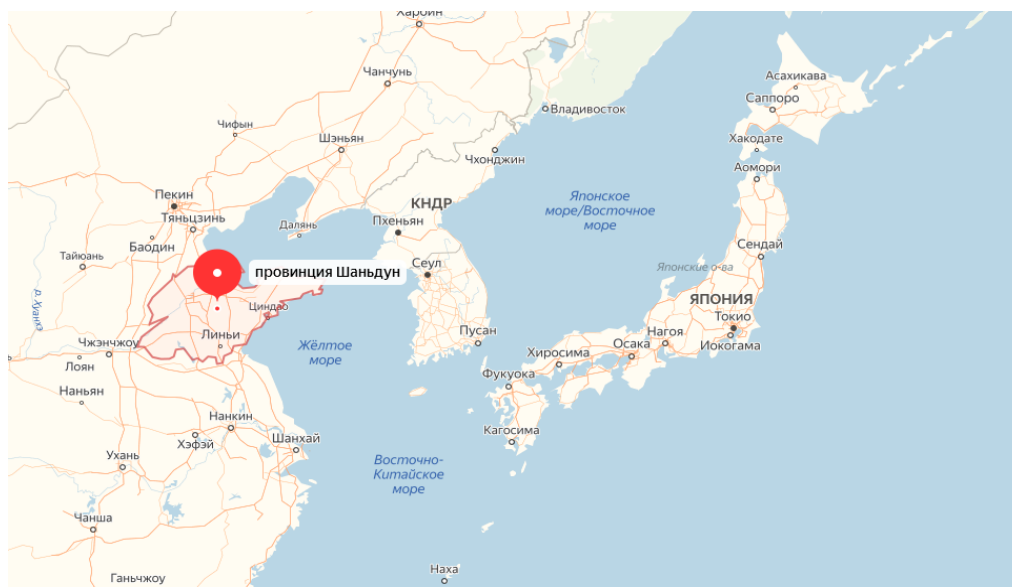 Харбин
Чанчунь
Асахикава
Саппоро
Владивосток
Чифын
Шэньян
Хакодате
Чхонджин
Аомори
Пекин
КНДР
Японское
море/Восточное
море
Тяньцзинь
Далянь
Пхеньян
Баодин
Сендай
Тайюань
Сеул
Японские о-ва
провинция Шаньдун
р. Хуанхэ
Циндао
ЯПОНИЯ
Токио
Линьи
Пусан
Нагоя
Жёлтое
море
Осака
Иокогама
Чжэнчжоу
Хиросима
Лоян
Фукуока
Наньян
Нанкин
Кагосима
Хэфэй
Шанхай
Ухань
Восточно-
Китайское
море
Чанша
Наха
Ганьчжоу